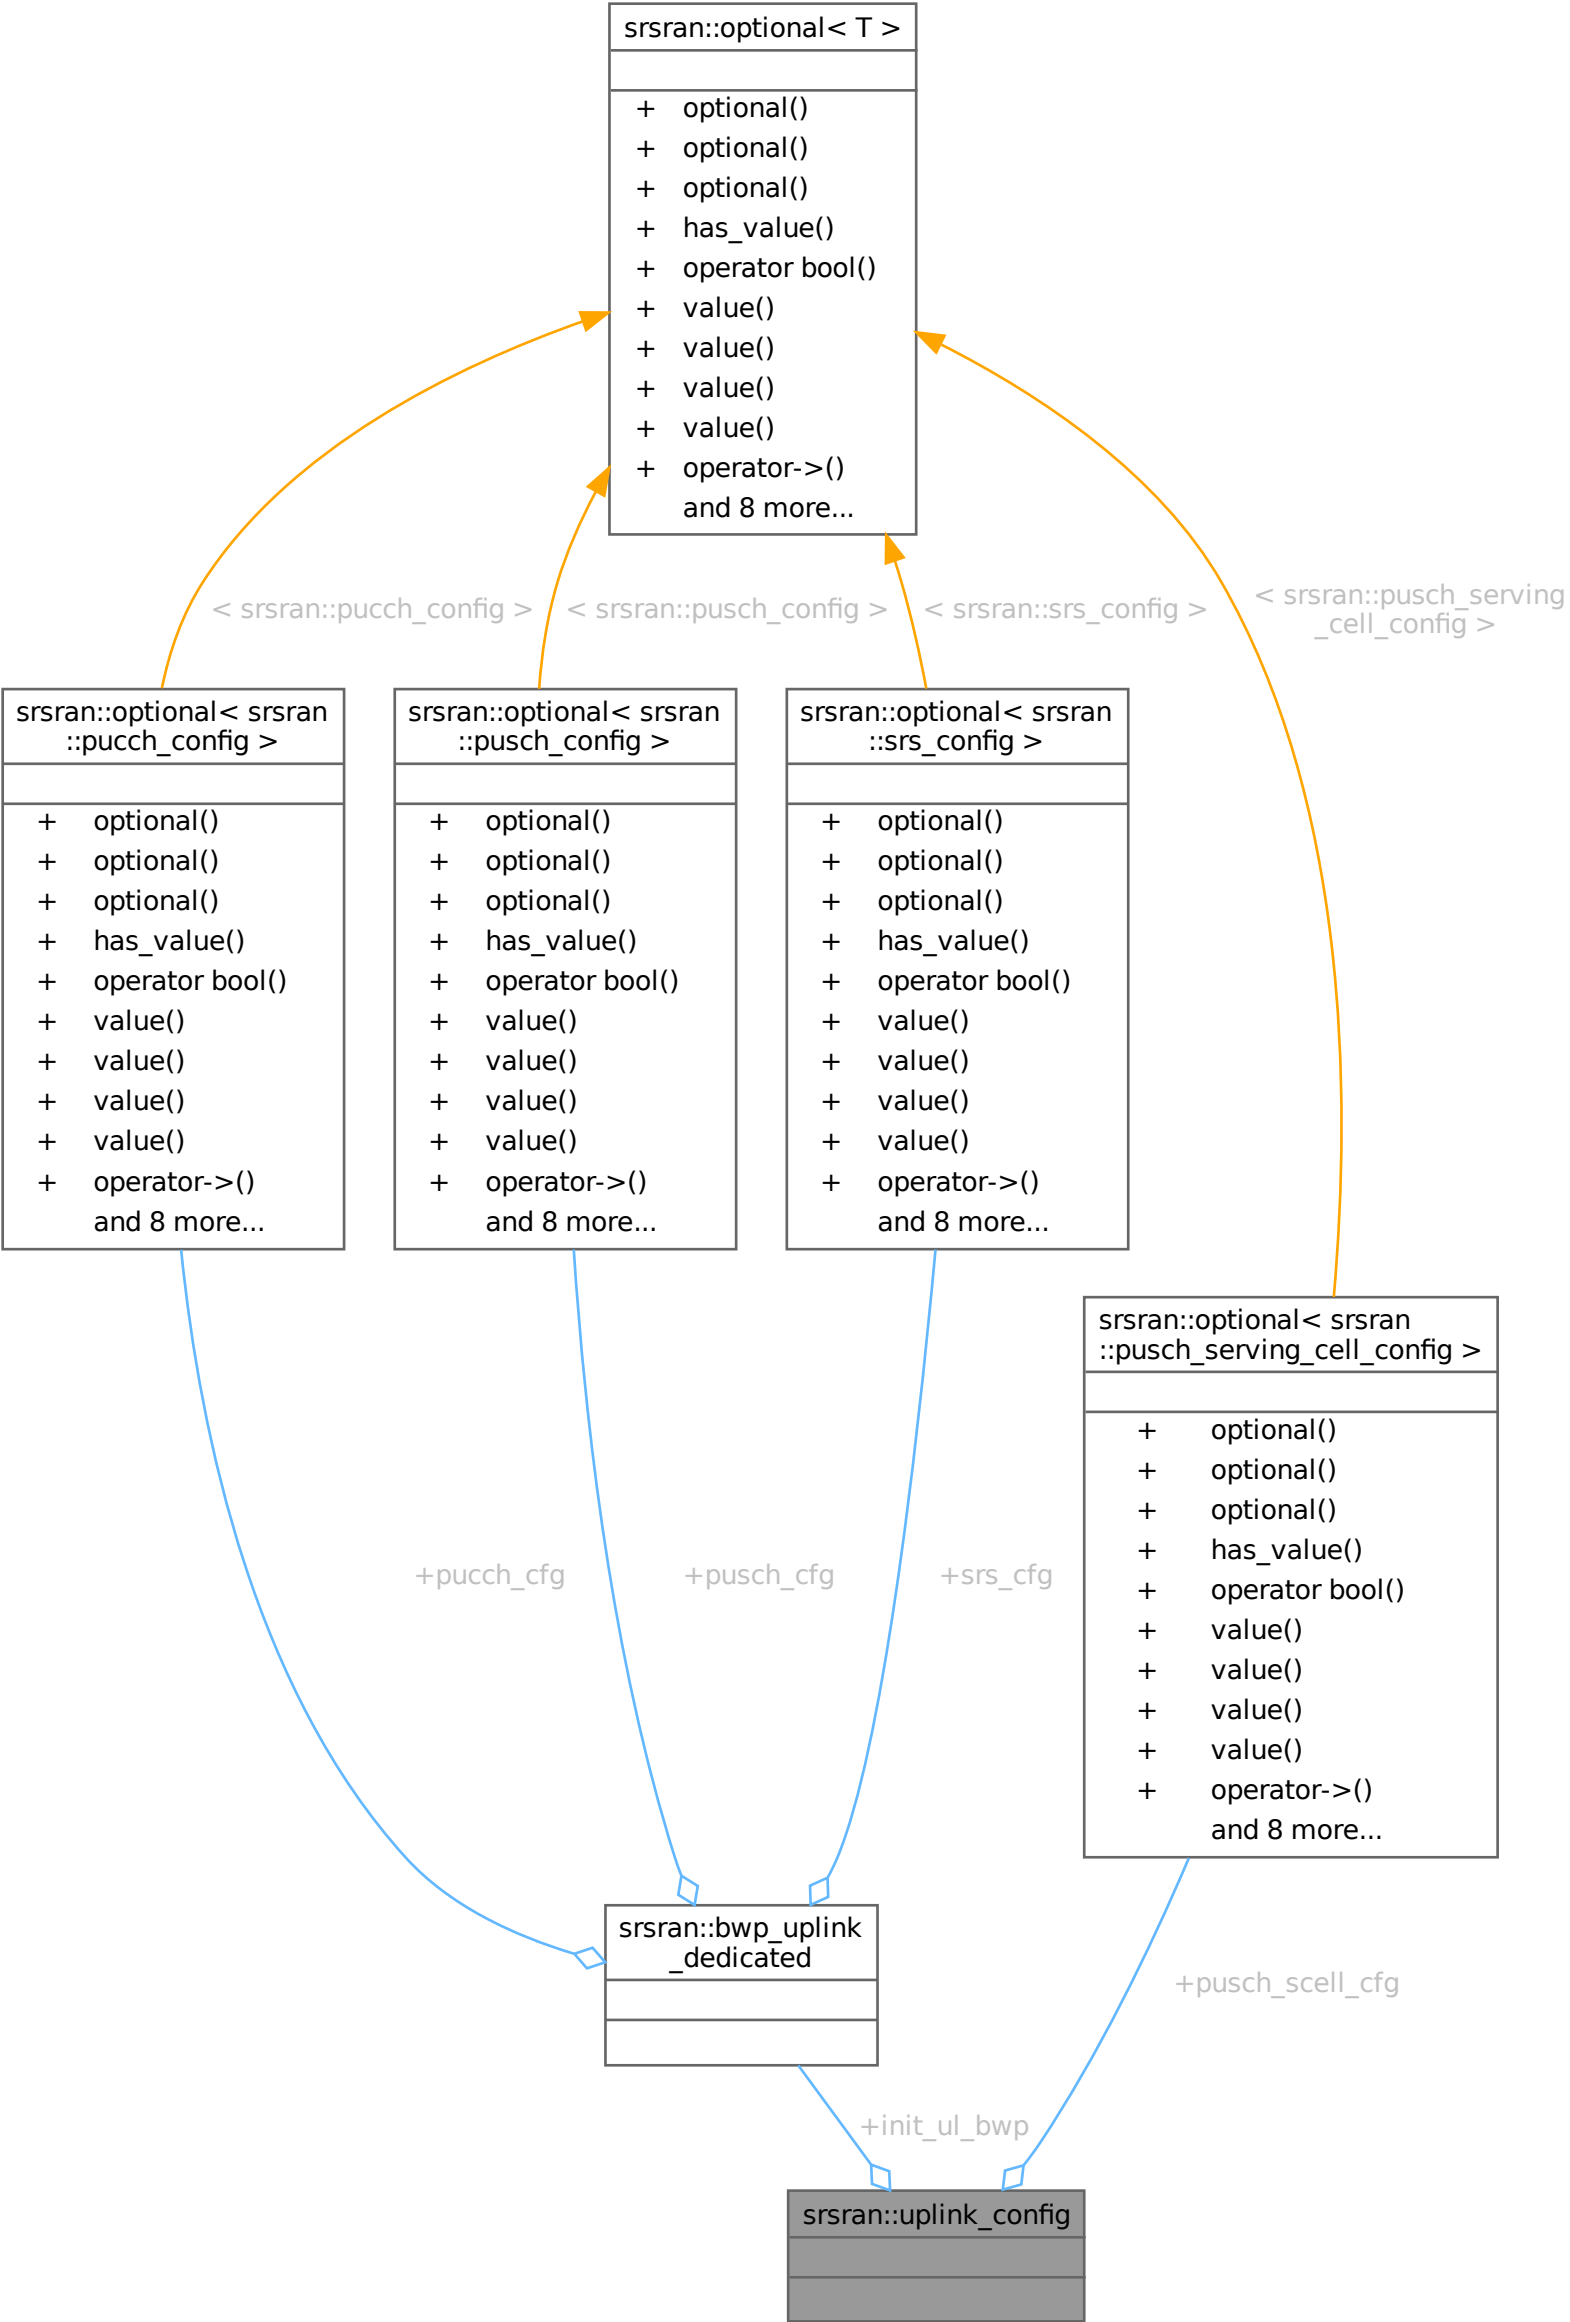 srsran::optional< T >
+ optional()
+ optional()
+ optional()
+ has_value()
+ operator bool()
+ value()
+ value()
+ value()
+ value()
+ operator->()
and 8 more...
< srsran::pucch_config >
< srsran::pusch_config >
< srsran::srs_config >
< srsran::pusch_serving
_cell_config >
srsran::optional< srsran
::pucch_config >
+ optional()
+ optional()
+ optional()
+ has_value()
+ operator bool()
+ value()
+ value()
+ value()
+ value()
+ operator->()
and 8 more...
srsran::optional< srsran
::pusch_config >
+ optional()
+ optional()
+ optional()
+ has_value()
+ operator bool()
+ value()
+ value()
+ value()
+ value()
+ operator->()
and 8 more...
srsran::optional< srsran
::srs_config >
+ optional()
+ optional()
+ optional()
+ has_value()
+ operator bool()
+ value()
+ value()
+ value()
+ value()
+ operator->()
and 8 more...
srsran::optional< srsran
::pusch_serving_cell_config >
+ optional()
+ optional()
+ optional()
+ has_value()
+ operator bool()
+ value()
+ value()
+ value()
+ value()
+ operator->()
and 8 more...
+pucch_cfg
+pusch_cfg
+srs_cfg
srsran::bwp_uplink
_dedicated
+pusch_scell_cfg
+init_ul_bwp
srsran::uplink_config